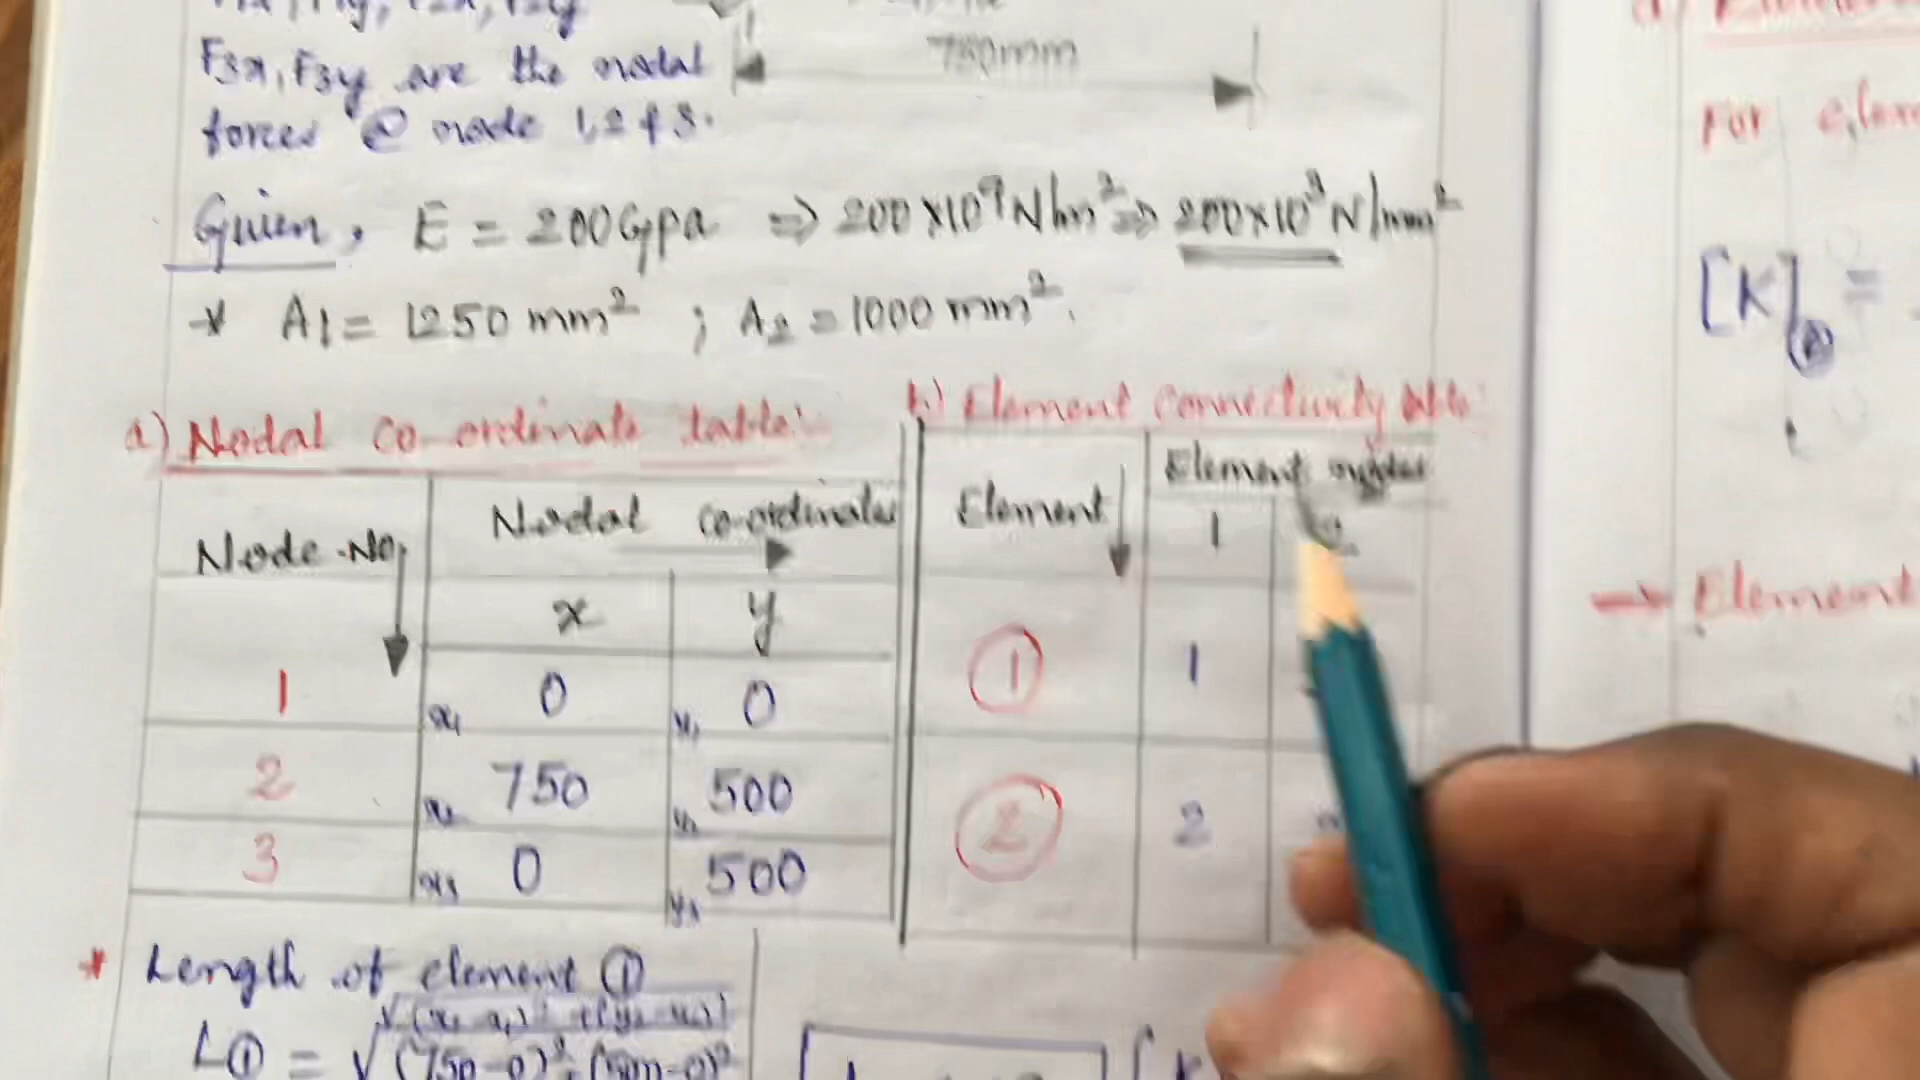 F3x, F3y are the nodal
forces @ node 1, 2 & 3.
750mm
Given, E = 200Gpa ⇒ 200×10⁹ N/m² ⇒ 200×10³ N/mm²
* A1 = 1250 mm² ; A2 = 1000 mm².
a) Nodal co-ordinate table:
Node No. Nodal co-ordinates
x y
1 x1 0 y1 0
2 x2 750 y2 500
3 x3 0 y3 500
b) Element connectivity table:
Element Element nodes
1 2
① 1
② 2
* Length of element ①
L① = √(750-0)²+(500-0)²
For
[K] =
→ Element